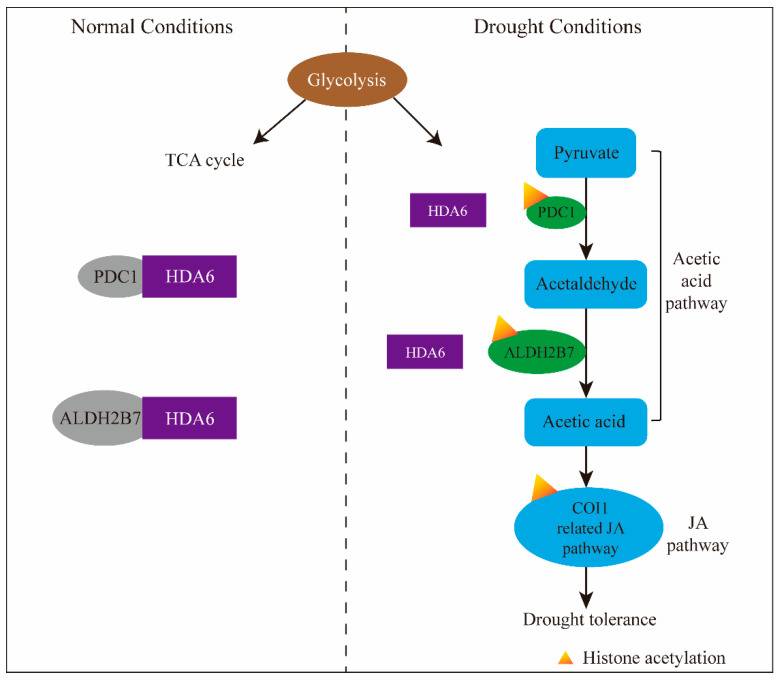 Normal Conditions
Drought Conditions
Glycolysis
TCA cycle
PDC1
HDA6
ALDH2B7
HDA6
Pyruvate
HDA6
PDC1
Acetaldehyde
HDA6
ALDH2B7
Acetic acid
Acetic
acid
pathway
COI1
related JA
pathway
JA
pathway
Drought tolerance
Histone acetylation